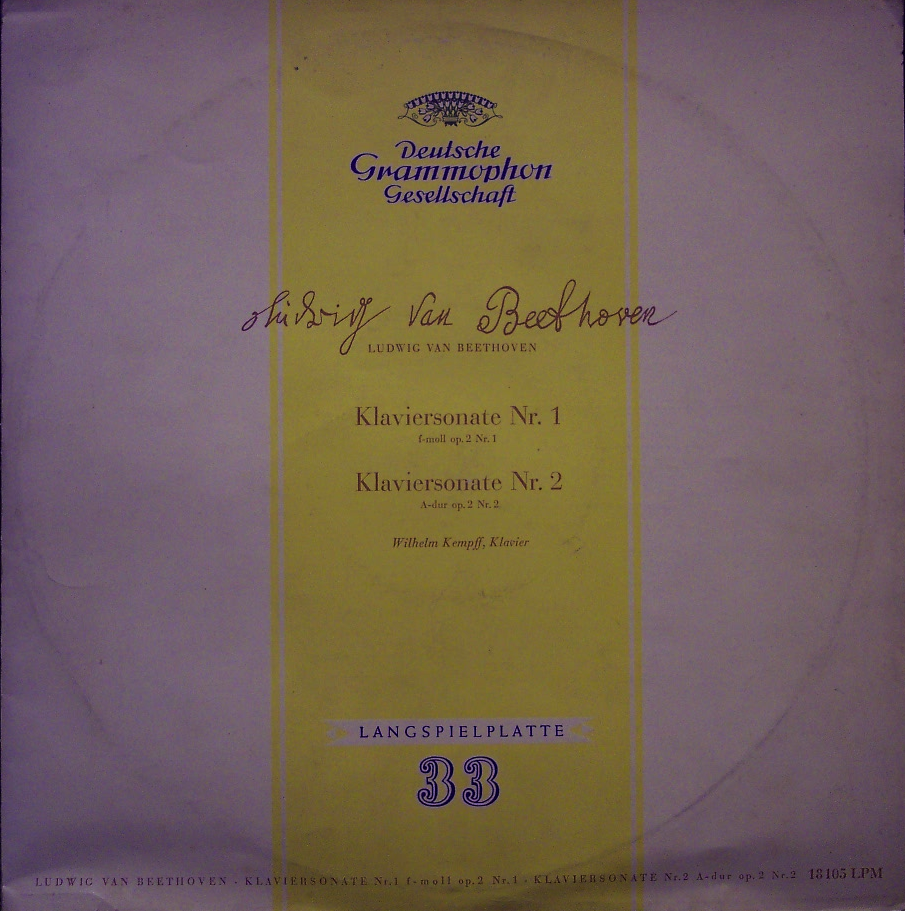 Deutsche
Grammophon
Gesellschaft
Ludwig van Beethoven
LUDWIG VAN BEETHOVEN
Klaviersonate Nr. 1
f-moll op. 2 Nr. 1
Klaviersonate Nr. 2
A-dur op. 2 Nr. 2
Wilhelm Kempff, Klavier
LANGSPIELPLATTE
33
LUDWIG VAN BEETHOVEN - KLAVIERSONATE Nr.1 f-moll op.2 Nr.1 - KLAVIERSONATE Nr.2 A-dur op.2 Nr.2 18105 LPM